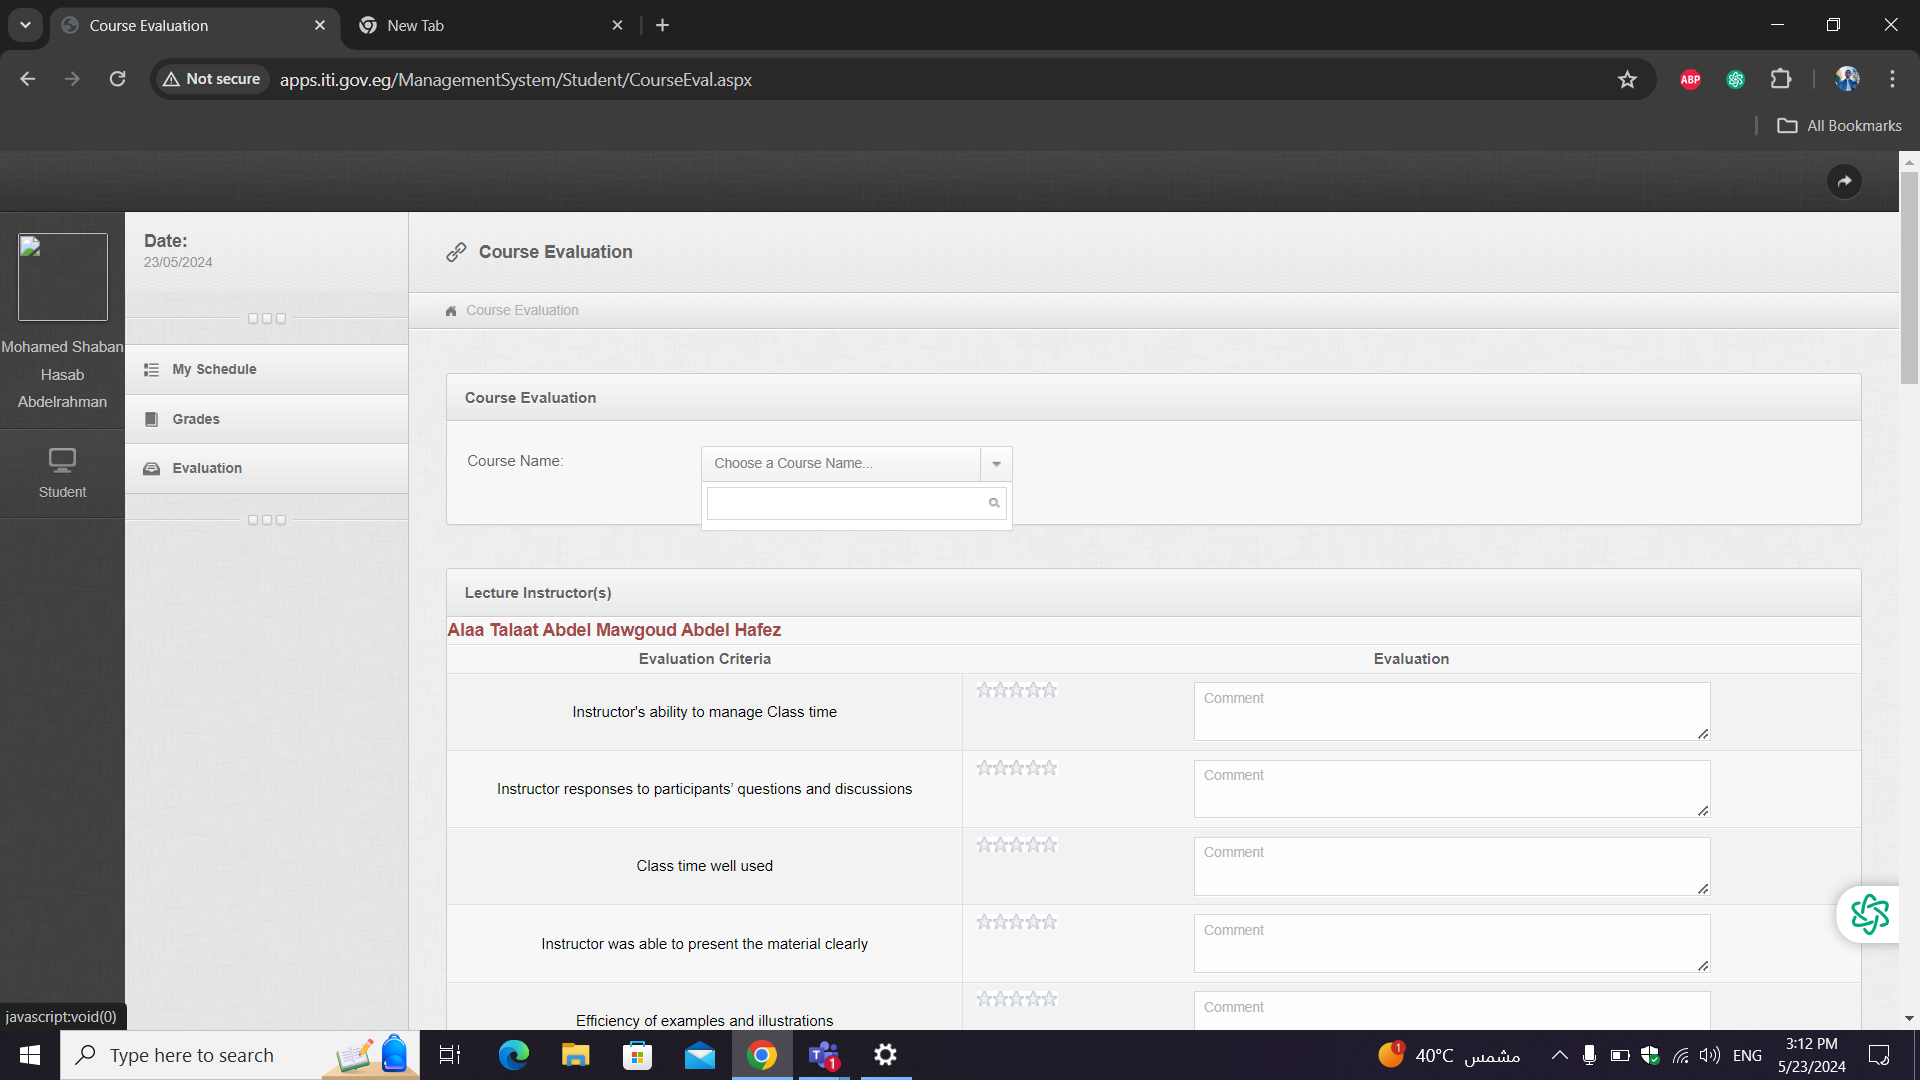 Course Evaluation
New Tab
Not secure
apps.iti.gov.eg/ManagementSystem/Student/CourseEval.aspx
ABP
All Bookmarks
Mohamed Shaban
Hasab
Abdelrahman
Student
Date:
23/05/2024
My Schedule
Grades
Evaluation
Course Evaluation
Course Evaluation
Course Evaluation
Course Name:
Choose a Course Name...
Lecture Instructor(s)
Alaa Talaat Abdel Mawgoud Abdel Hafez
Evaluation Criteria
Evaluation
Instructor's ability to manage Class time
Comment
Instructor responses to participants’ questions and discussions
Comment
Class time well used
Comment
Instructor was able to present the material clearly
Comment
Efficiency of examples and illustrations
Comment
javascript:void(0)
Type here to search
1
1
40°C مشمس
ENG
3:12 PM
5/23/2024